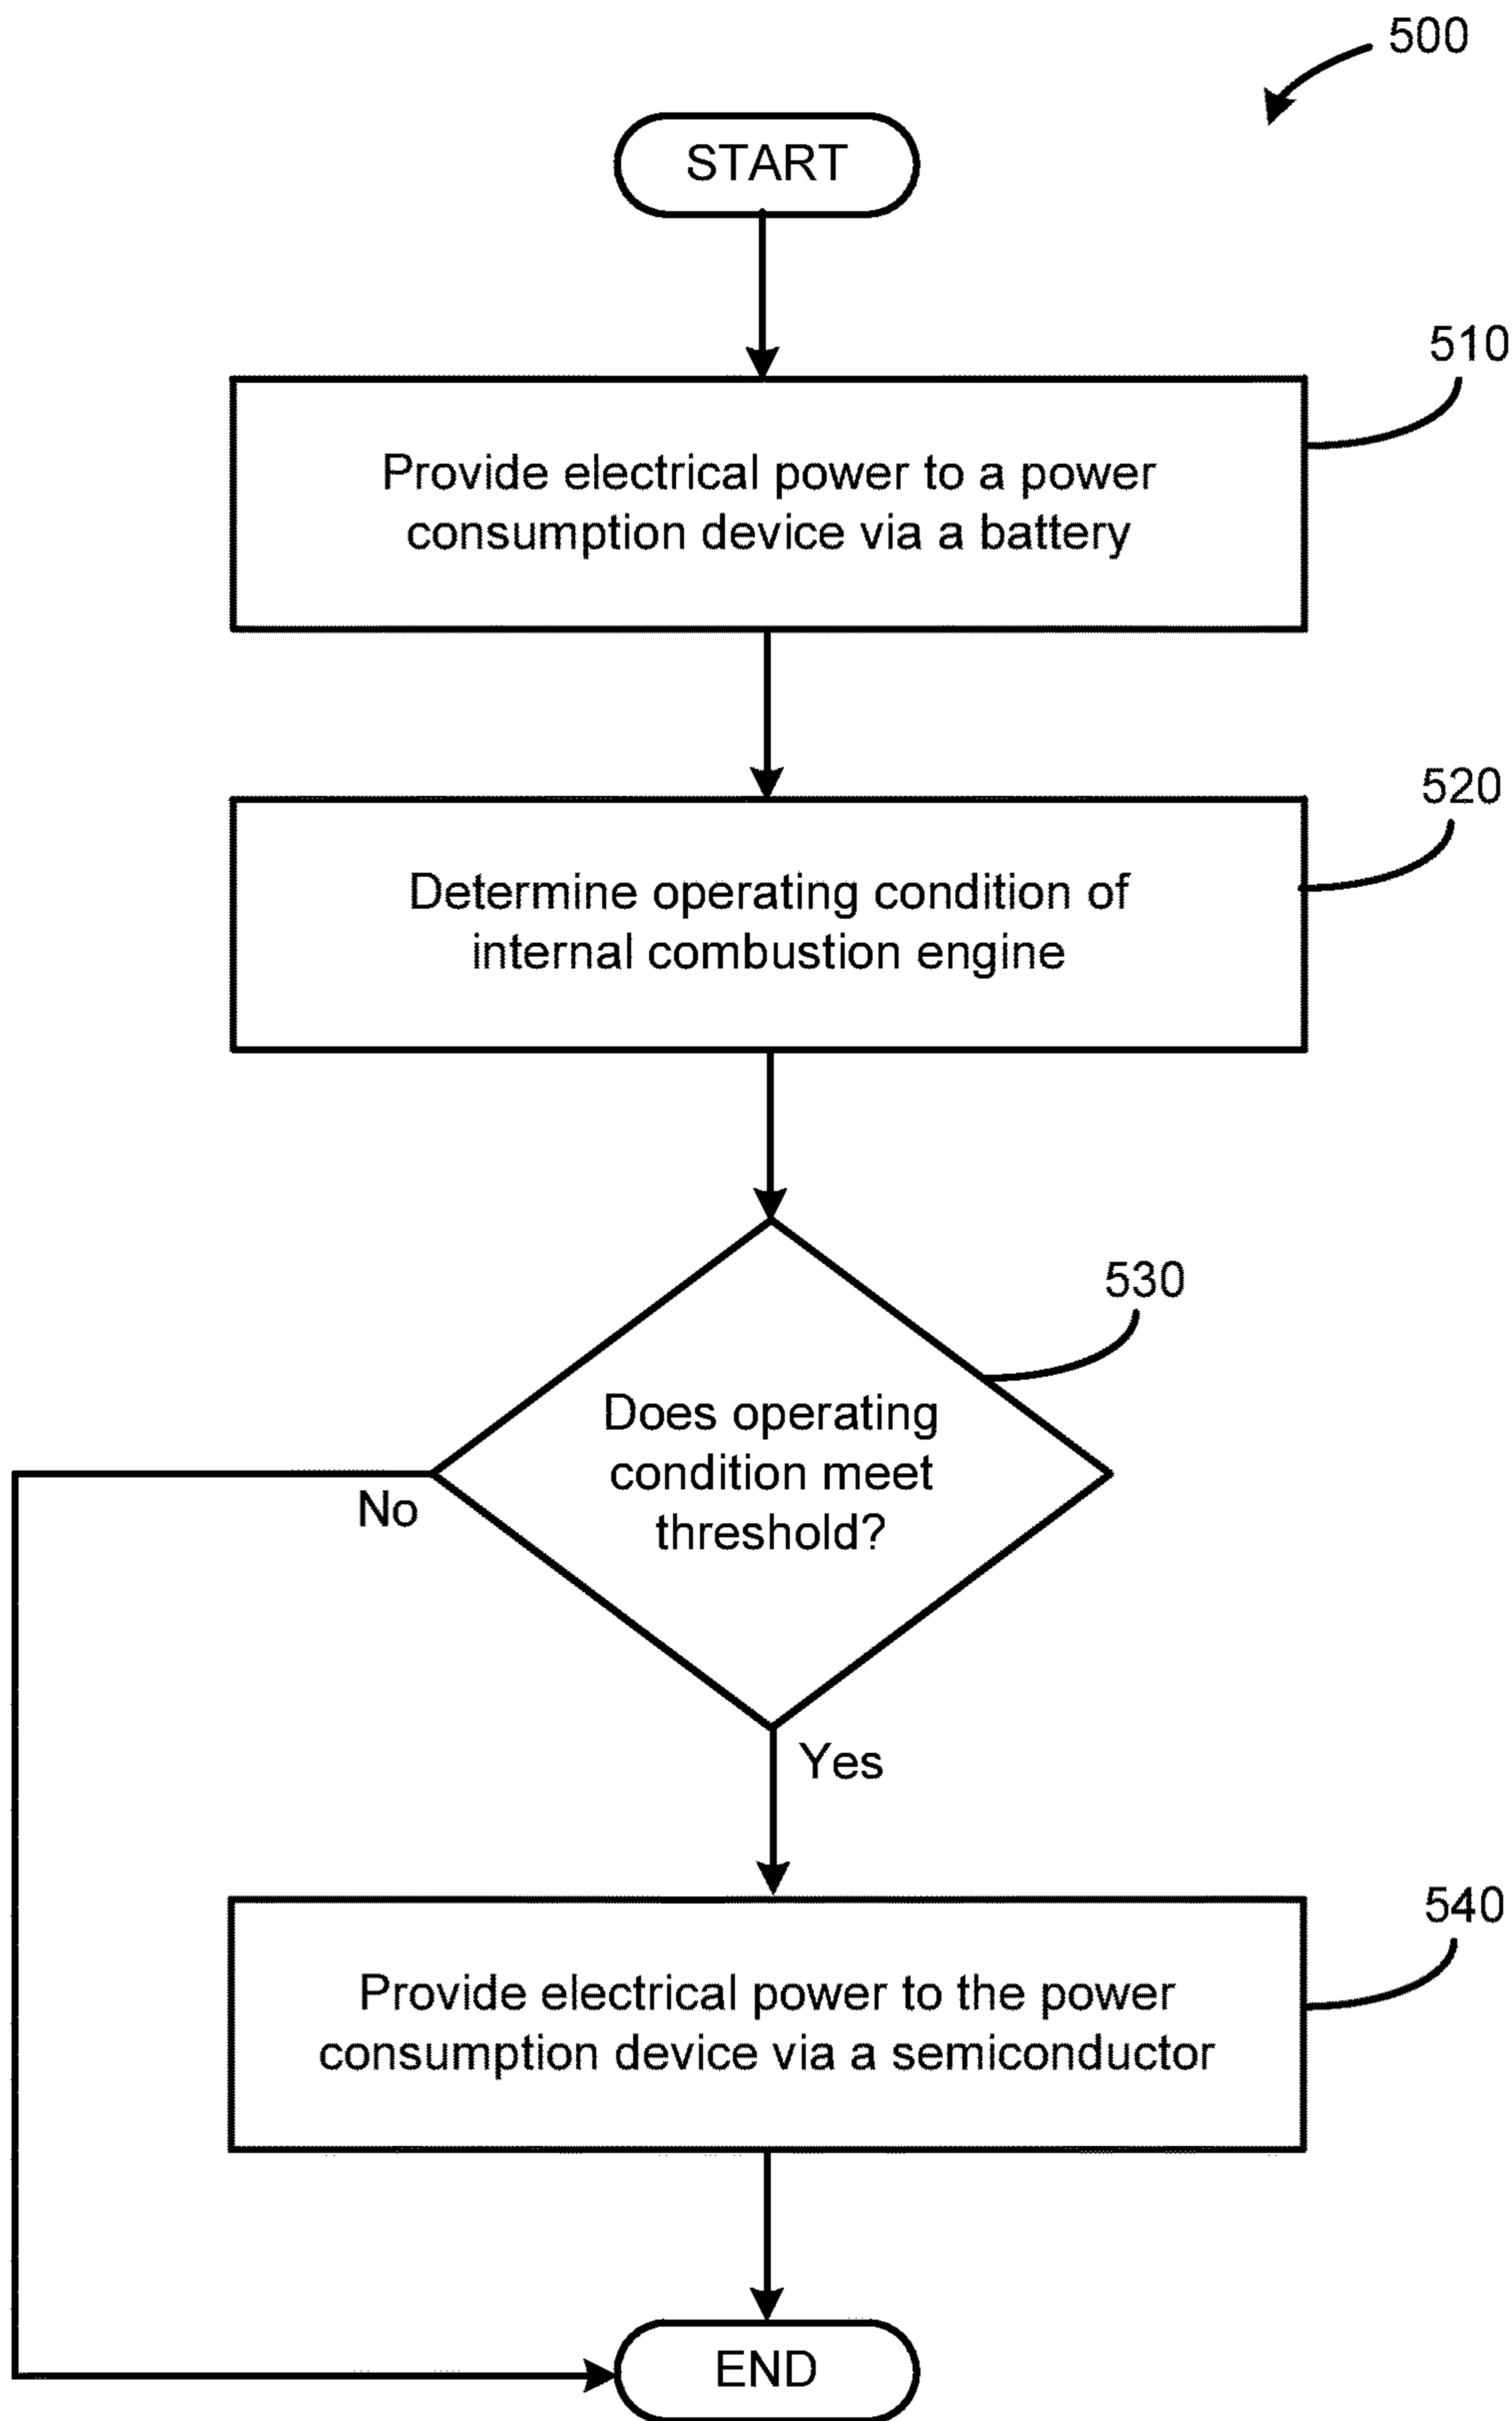 500
START
510
Provide electrical power to a power
consumption device via a battery
520
Determine operating condition of
internal combustion engine
530
Does operating
condition meet
threshold?
No
Yes
540
Provide electrical power to the power
consumption device via a semiconductor
END